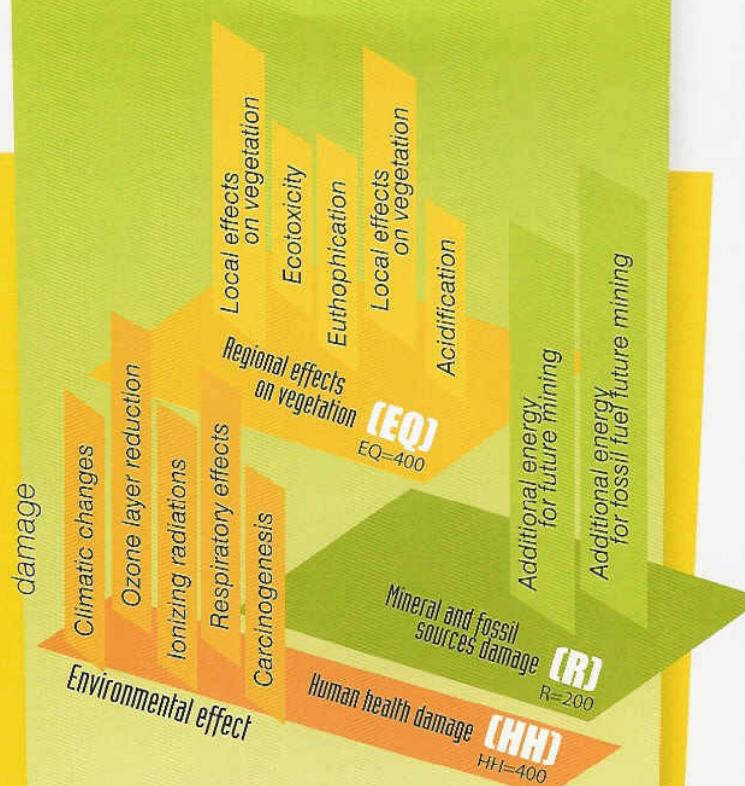 Local effects
on vegetation
Ecotoxicity
Euthophication
Local effects
on vegetation
Acidification
Regional effects
on vegetation (EQ)
EQ=400
damage
Climatic changes
Ozone layer reduction
Ionizing radiations
Respiratory effects
Carcinogenesis
Environmental effect
Additional energy
for future mining
Additional energy
for fossil fuel future mining
Mineral and fossil
sources damage (R)
R=200
Human health damage (HH)
HH=400